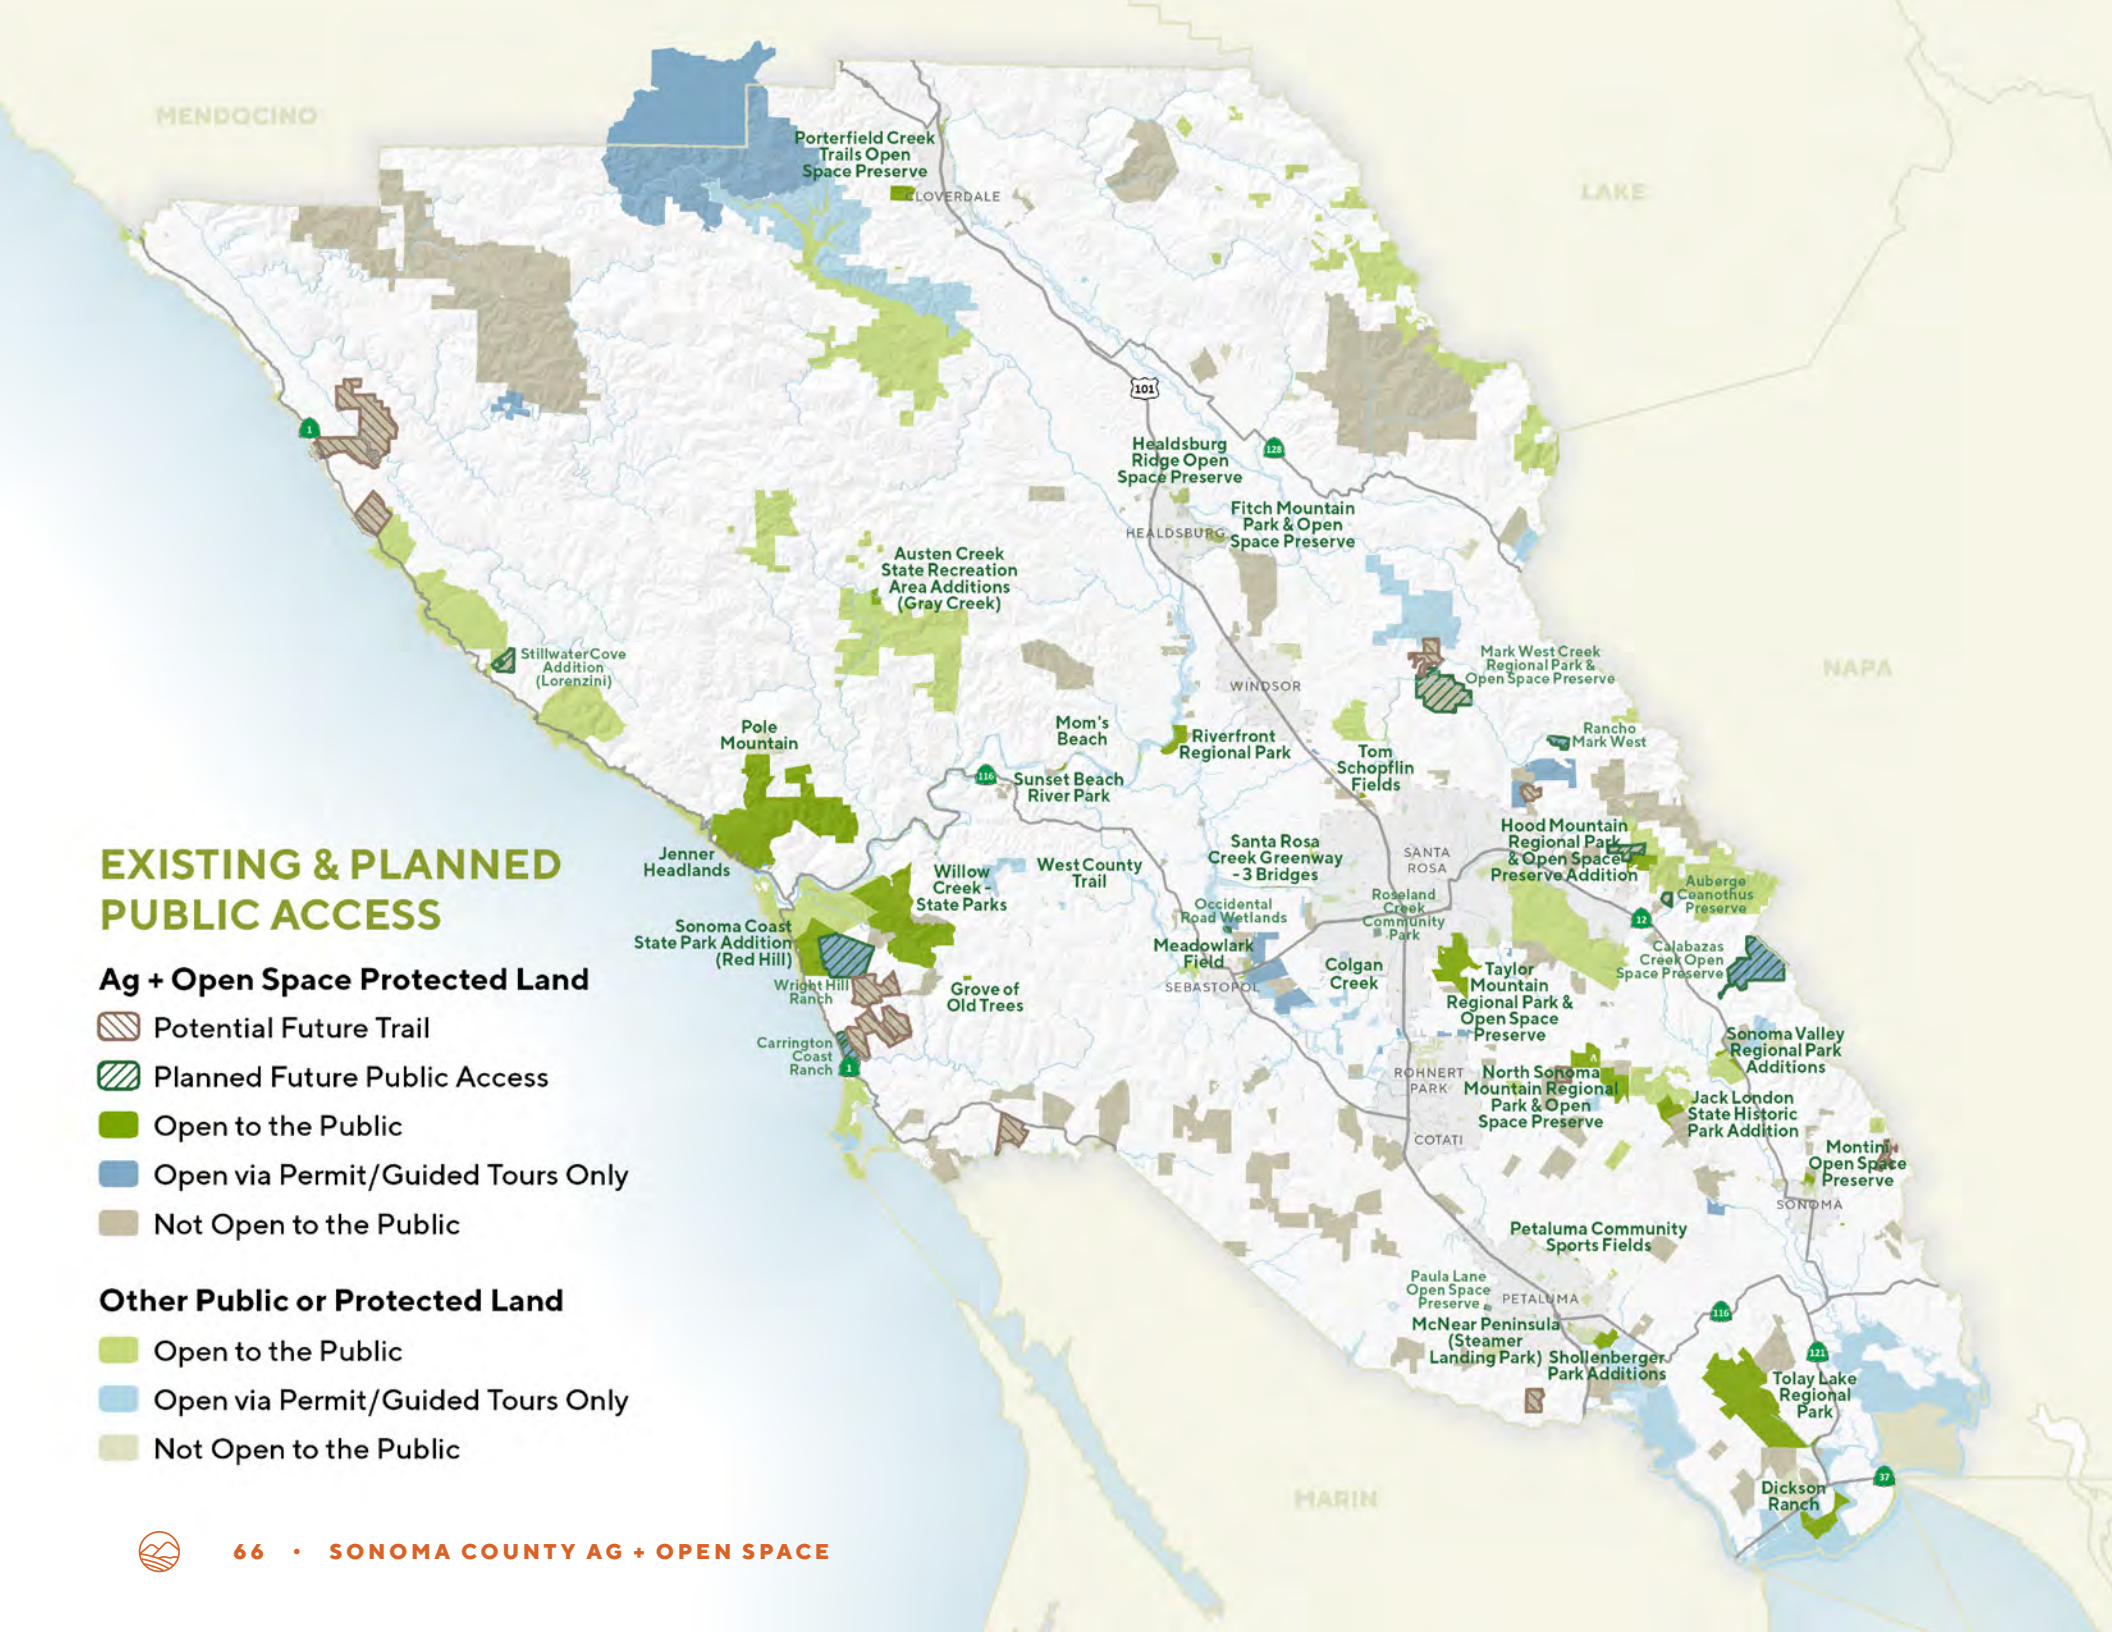 MENDOCINO
LAKE
NAPA
MARIN
Porterfield Creek
Trails Open
Space Preserve
CLOVERDALE
101
128
1
Healdsburg
Ridge Open
Space Preserve
Fitch Mountain
Park & Open
Space Preserve
HEALDSBURG
Austen Creek
State Recreation
Area Additions
(Gray Creek)
Stillwater Cove
Addition
(Lorenzini)
Mark West Creek
Regional Park &
Open Space Preserve
WINDSOR
Pole
Mountain
Mom's
Beach
Riverfront
Regional Park
Rancho
Mark West
Tom
Schopflin
Fields
116
Sunset Beach
River Park
Jenner
Headlands
Willow
Creek -
State Parks
West County
Trail
Santa Rosa
Creek Greenway
- 3 Bridges
SANTA
ROSA
Hood Mountain
Regional Park
& Open Space
Preserve Addition
Auberge
Ceanothus
Preserve
12
Roseland
Creek
Community
Park
Occidental
Road Wetlands
Sonoma Coast
State Park Addition
(Red Hill)
Meadowlark
Field
SEBASTOPOL
Colgan
Creek
Calabazas
Creek Open
Space Preserve
Taylor
Mountain
Regional Park &
Open Space
Preserve
Wright Hill
Ranch
Grove of
Old Trees
Carrington
Coast
Ranch
1
Sonoma Valley
Regional Park
Additions
ROHNERT
PARK
North Sonoma
Mountain Regional
Park & Open
Space Preserve
Jack London
State Historic
Park Addition
COTATI
Montini
Open Space
Preserve
SONOMA
Petaluma Community
Sports Fields
Paula Lane
Open Space
Preserve
PETALUMA
McNear Peninsula
(Steamer
Landing Park)
Shollenberger
Park Additions
116
121
Tolay Lake
Regional
Park
37
Dickson
Ranch
EXISTING & PLANNED
PUBLIC ACCESS
Ag + Open Space Protected Land
Potential Future Trail
Planned Future Public Access
Open to the Public
Open via Permit/Guided Tours Only
Not Open to the Public
Other Public or Protected Land
Open to the Public
Open via Permit/Guided Tours Only
Not Open to the Public
66 • SONOMA COUNTY AG + OPEN SPACE